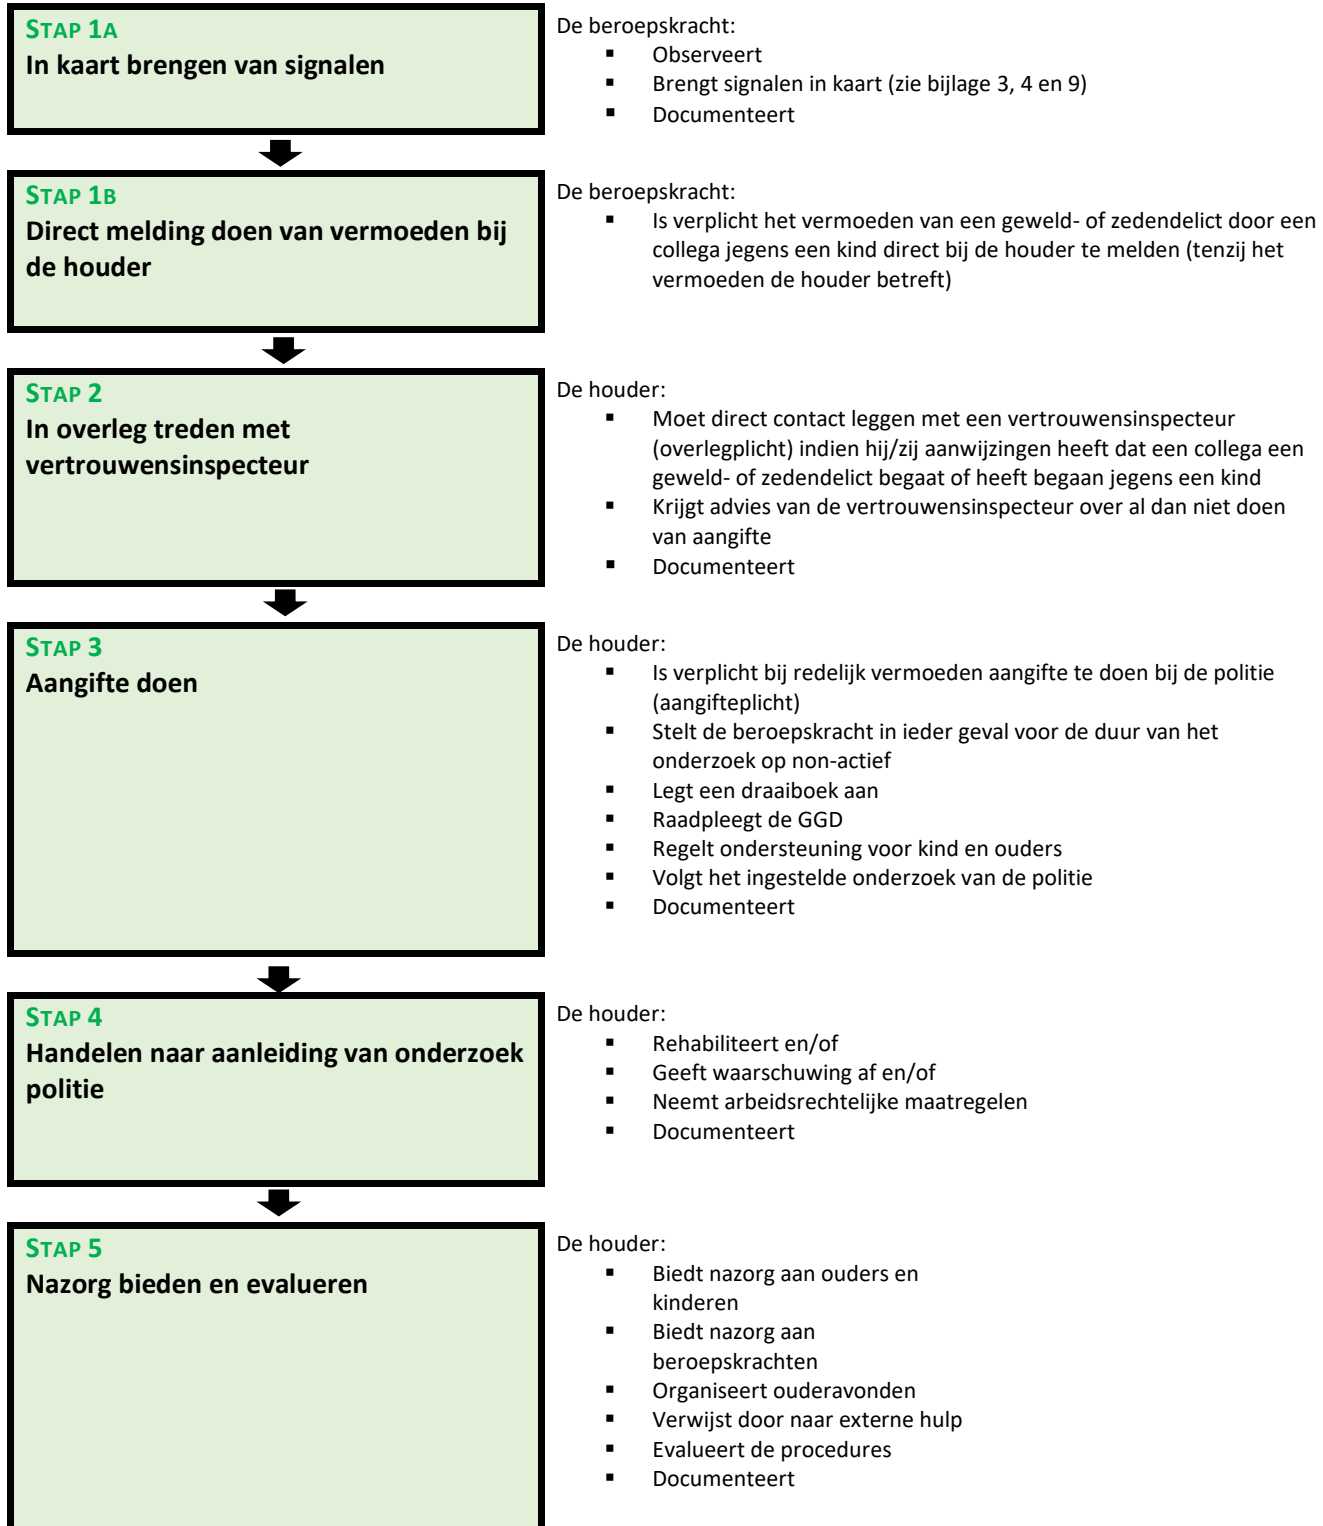 STAP 1A
In kaart brengen van signalen
De beroepskracht:
▪ Observeert
▪ Brengt signalen in kaart (zie bijlage 3, 4 en 9)
▪ Documenteert
STAP 1B
Direct melding doen van vermoeden bij
de houder
De beroepskracht:
▪ Is verplicht het vermoeden van een geweld- of zedendelict door een
collega jegens een kind direct bij de houder te melden (tenzij het
vermoeden de houder betreft)
STAP 2
In overleg treden met
vertrouwensinspecteur
De houder:
▪ Moet direct contact leggen met een vertrouwensinspecteur
(overlegplicht) indien hij/zij aanwijzingen heeft dat een collega een
geweld- of zedendelict begaat of heeft begaan jegens een kind
▪ Krijgt advies van de vertrouwensinspecteur over al dan niet doen
van aangifte
▪ Documenteert
STAP 3
Aangifte doen
De houder:
▪ Is verplicht bij redelijk vermoeden aangifte te doen bij de politie
(aangifteplicht)
▪ Stelt de beroepskracht in ieder geval voor de duur van het
onderzoek op non-actief
▪ Legt een draaiboek aan
▪ Raadpleegt de GGD
▪ Regelt ondersteuning voor kind en ouders
▪ Volgt het ingestelde onderzoek van de politie
▪ Documenteert
STAP 4
Handelen naar aanleiding van onderzoek
politie
De houder:
▪ Rehabiliteert en/of
▪ Geeft waarschuwing af en/of
▪ Neemt arbeidsrechtelijke maatregelen
▪ Documenteert
STAP 5
Nazorg bieden en evalueren
De houder:
▪ Biedt nazorg aan ouders en
kinderen
▪ Biedt nazorg aan
beroepskrachten
▪ Organiseert ouderavonden
▪ Verwijst door naar externe hulp
▪ Evalueert de procedures
▪ Documenteert